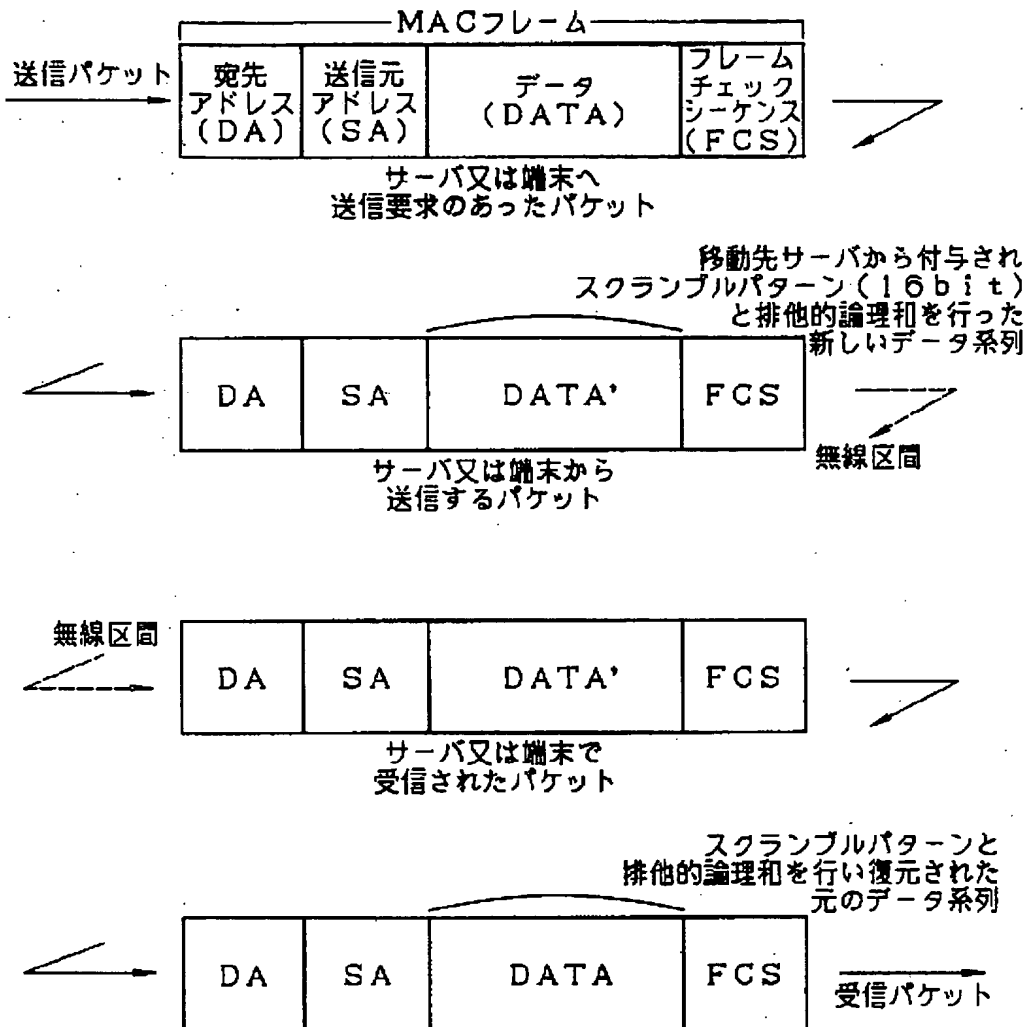 MACフレーム
送信パケット
宛先
アドレス
(DA)
送信元
アドレス
(SA)
データ
(DATA)
フレーム
チェック
シーケンス
(FCS)
サーバ又は端末へ
送信要求のあったパケット
移動先サーバから付与され
スクランブルパターン(16bit)
と排他的論理和を行った
新しいデータ系列
DA
SA
DATA'
FCS
無線区間
サーバ又は端末から
送信するパケット
無線区間
DA
SA
DATA'
FCS
サーバ又は端末で
受信されたパケット
スクランブルパターンと
排他的論理和を行い復元された
元のデータ系列
DA
SA
DATA
FCS
受信パケット